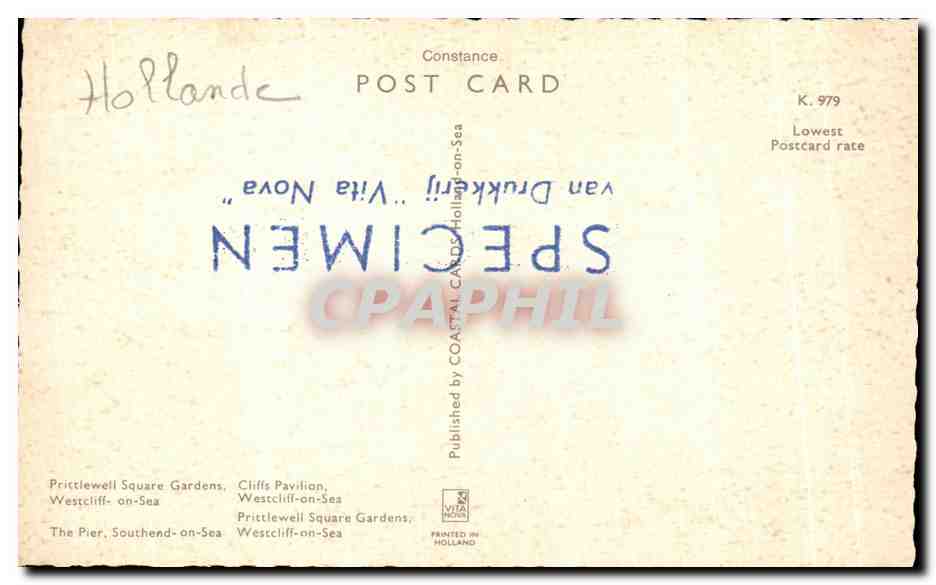 Constance
POST CARD
Hollande
K. 979
Lowest
Postcard rate
SPECIMEN
van Drukkerij "Vita Nova"
CPAPHIL
Published by COASTAL CARDS Holland-on-Sea
Prittlewell Square Gardens,
Westcliff- on-Sea
Cliffs Pavilion,
Westcliff-on-Sea
The Pier, Southend- on-Sea
Prittlewell Square Gardens,
Westcliff-on-Sea
VITA
NOVA
PRINTED IN
HOLLAND